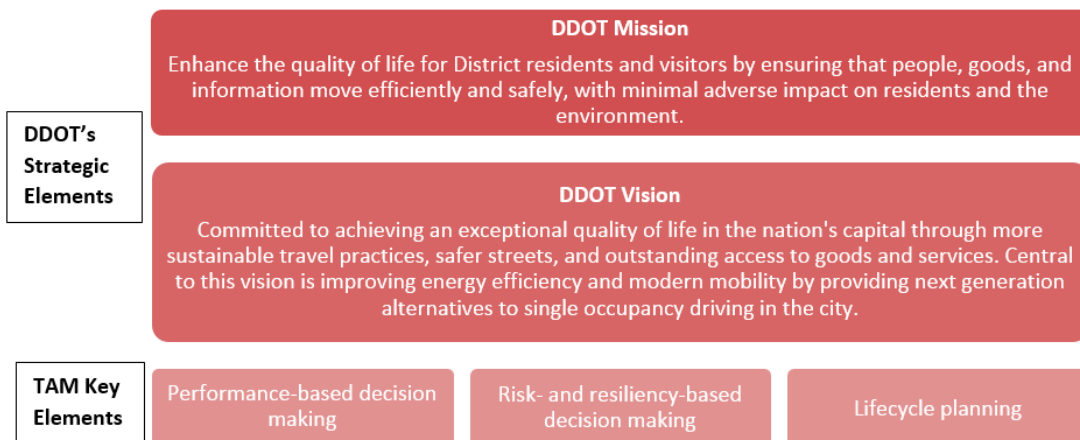 DDOT's
Strategic
Elements
DDOT Mission
Enhance the quality of life for District residents and visitors by ensuring that people, goods, and
information move efficiently and safely, with minimal adverse impact on residents and the
environment.
DDOT Vision
Committed to achieving an exceptional quality of life in the nation's capital through more
sustainable travel practices, safer streets, and outstanding access to goods and services. Central
to this vision is improving energy efficiency and modern mobility by providing next generation
alternatives to single occupancy driving in the city.
TAM Key
Elements
Performance-based decision
making
Risk- and resiliency-based
decision making
Lifecycle planning